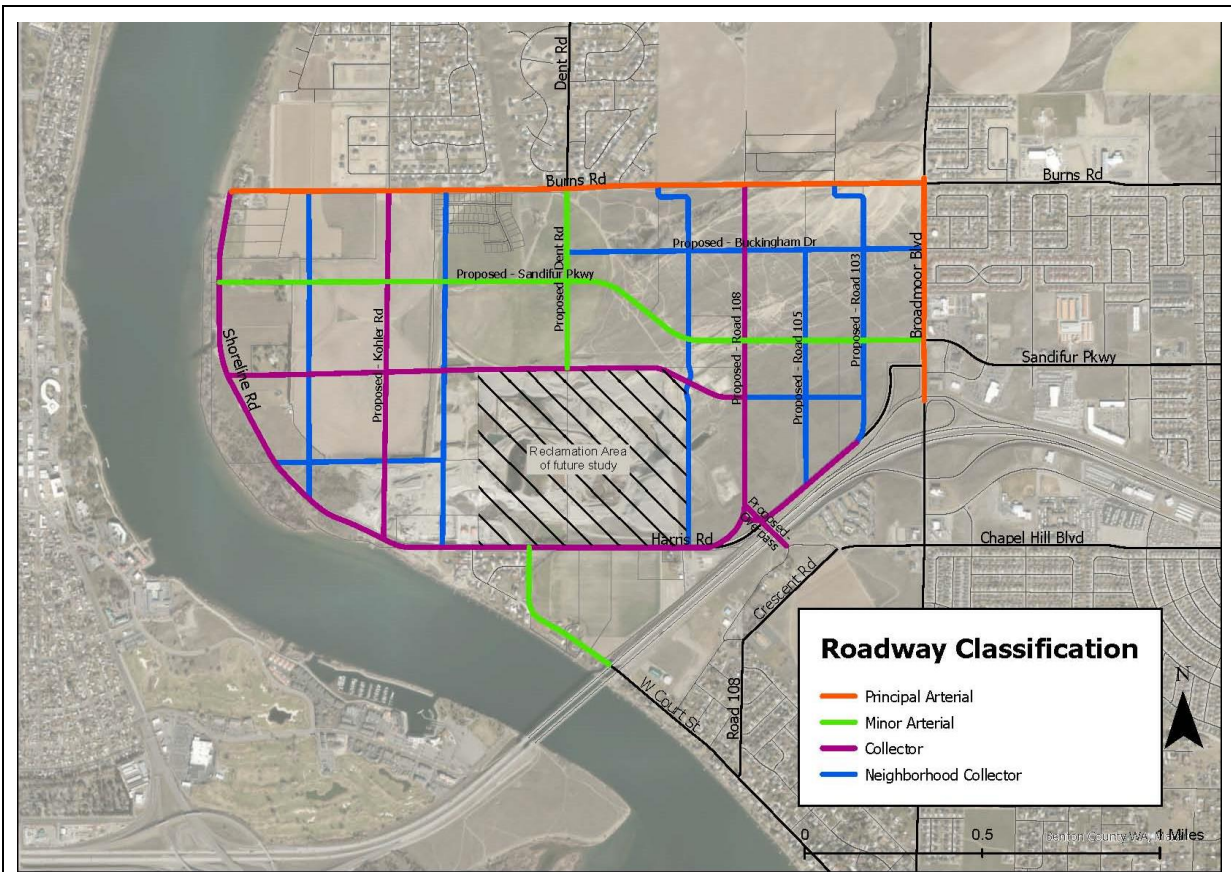 Dent Rd
Burns Rd
Burns Rd
Proposed - Buckingham Dr
Proposed - Sandifur Pkwy
Proposed - Dent Rd
Proposed - Road 108
Proposed - Road 105
Proposed - Road 103
Broadmoor Blvd
Sandifur Pkwy
Shoreline Rd
Proposed - Kohler Rd
Reclamation Area
of future study
Proposed -
Overpass
Harris Rd
Chapel Hill Blvd
Crescent Rd
W Court St
Road 108
Roadway Classification
Principal Arterial
Minor Arterial
Collector
Neighborhood Collector
N
0
0.5
1 Miles
Benton County WA,